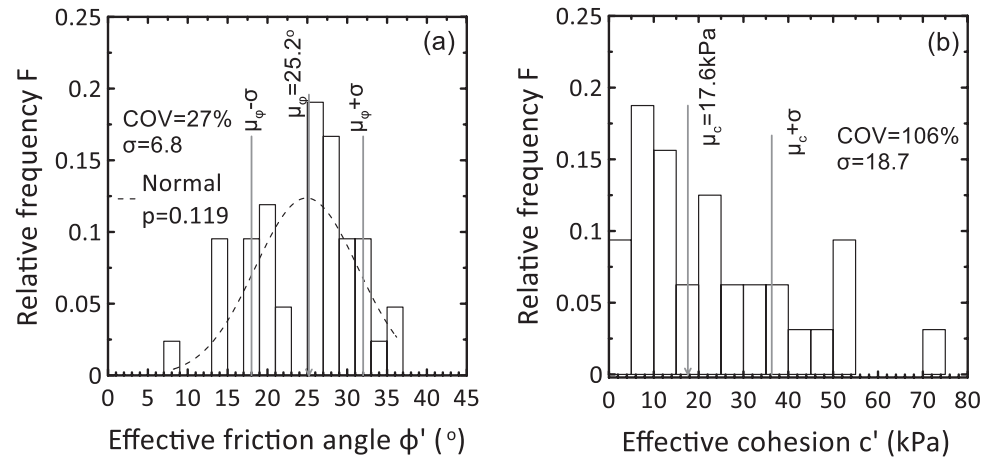 0.25
0.2
0.15
0.1
0.05
0
Relative frequency F
(a)
COV=27%
σ=6.8
Normal
p=0.119
μφ-σ
μφ=25.2°
μφ+σ
0 5 10 15 20 25 30 35 40 45
Effective friction angle ϕ' (°)
0.25
0.2
0.15
0.1
0.05
0
Relative frequency F
(b)
μc=17.6kPa
μc+σ
COV=106%
σ=18.7
0 10 20 30 40 50 60 70 80
Effective cohesion c' (kPa)